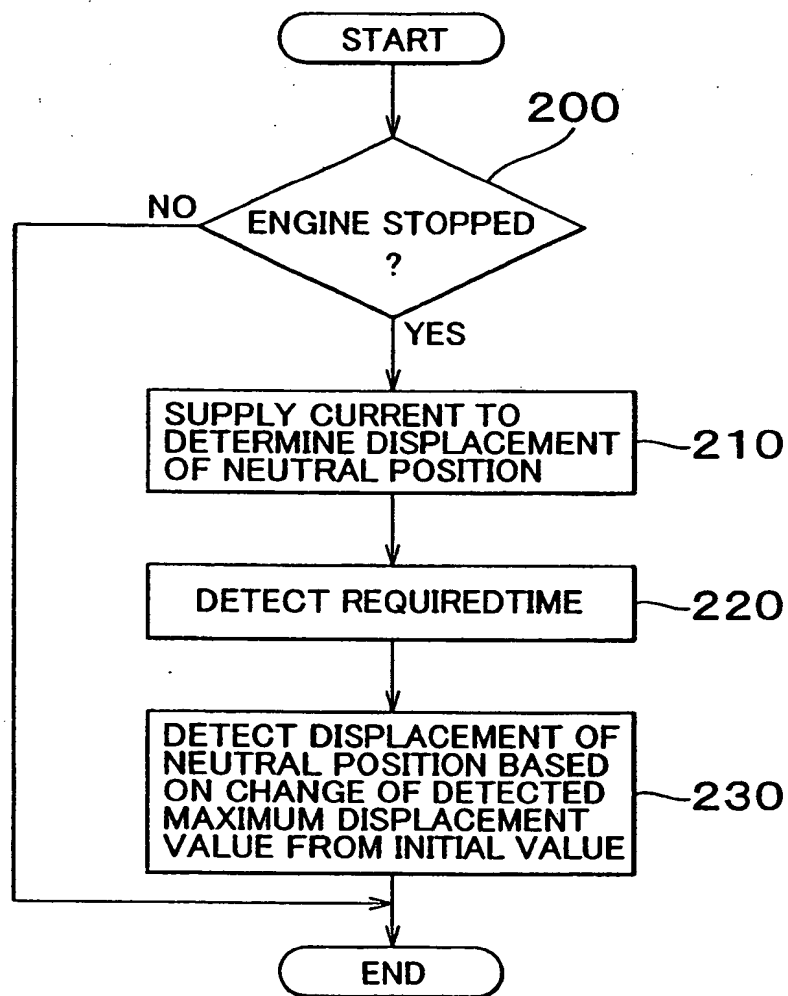 START
200
NO
ENGINE STOPPED
?
YES
SUPPLY CURRENT TO
DETERMINE DISPLACEMENT
OF NEUTRAL POSITION
210
DETECT REQUIREDTIME
220
DETECT DISPLACEMENT OF
NEUTRAL POSITION BASED
ON CHANGE OF DETECTED
MAXIMUM DISPLACEMENT
VALUE FROM INITIAL VALUE
230
END